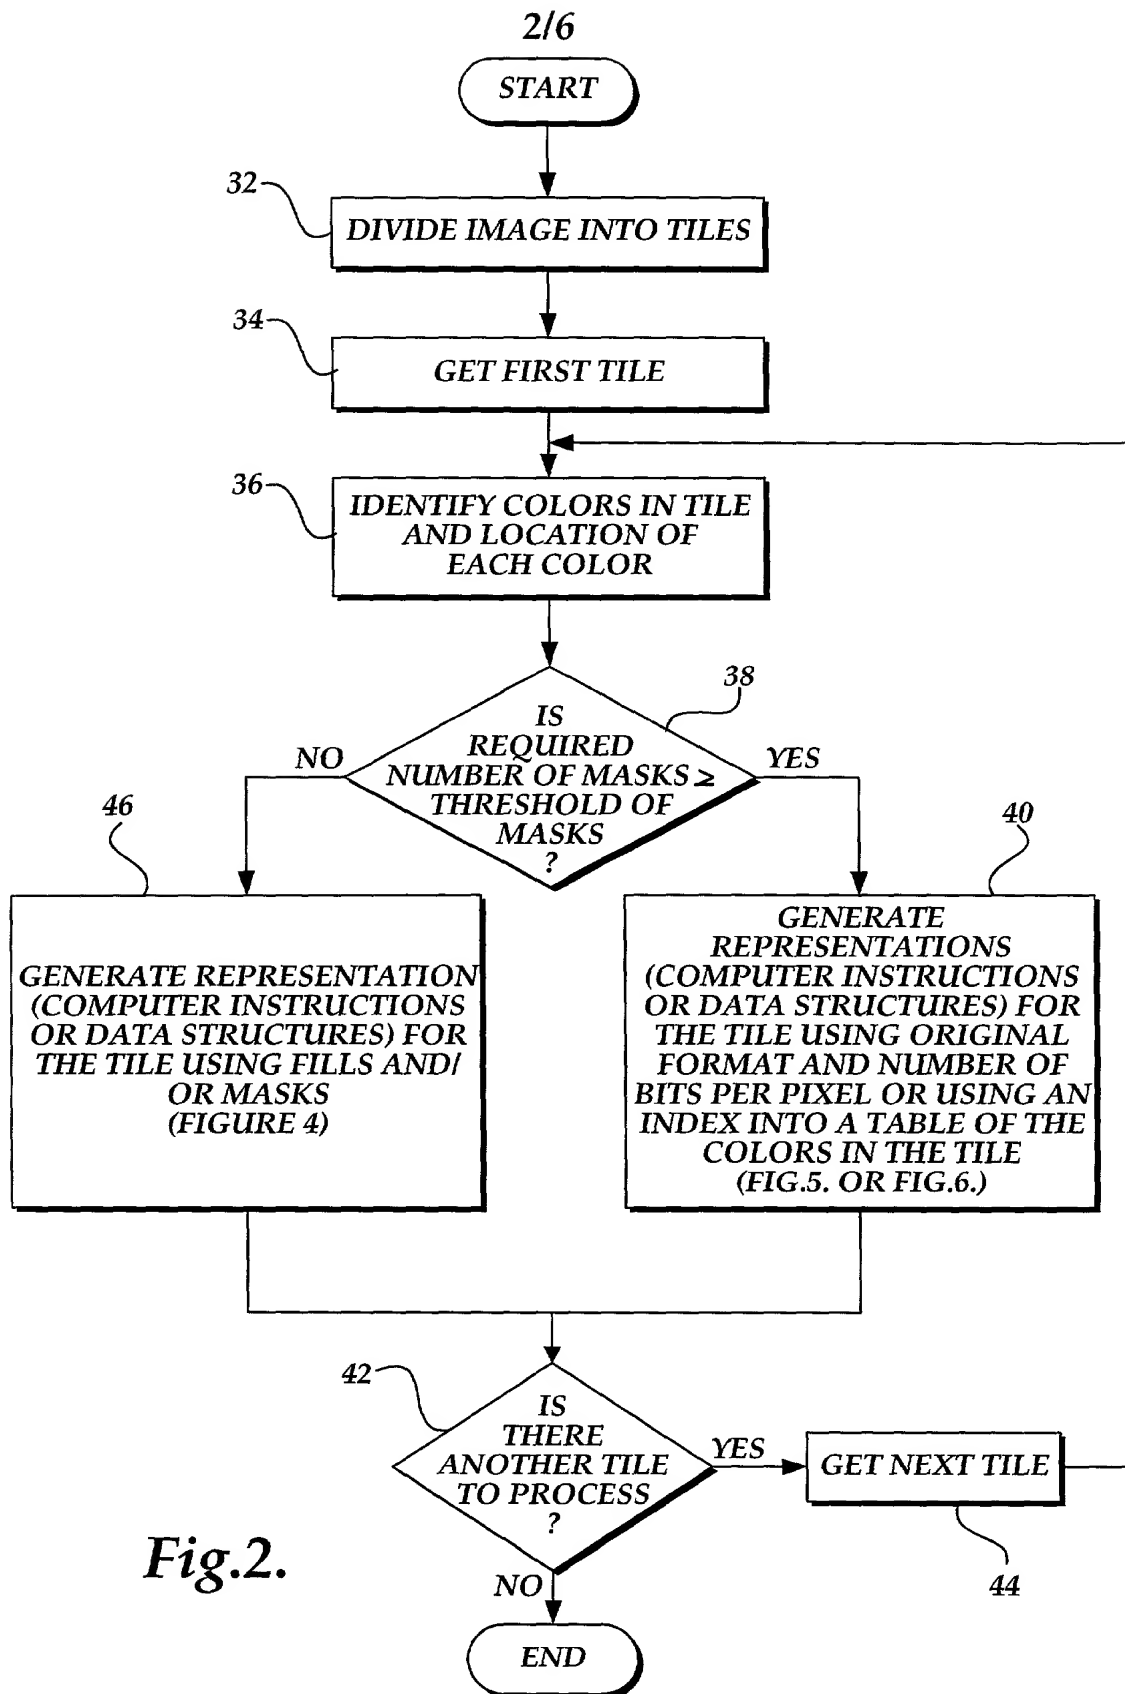 2/6
START
32
DIVIDE IMAGE INTO TILES
34
GET FIRST TILE
36
IDENTIFY COLORS IN TILE
AND LOCATION OF
EACH COLOR
38
IS
REQUIRED
NUMBER OF MASKS ≥
THRESHOLD OF
MASKS
?
NO
YES
46
40
GENERATE REPRESENTATION
(COMPUTER INSTRUCTIONS
OR DATA STRUCTURES) FOR
THE TILE USING FILLS AND/
OR MASKS
(FIGURE 4)
GENERATE
REPRESENTATIONS
(COMPUTER INSTRUCTIONS
OR DATA STRUCTURES) FOR
THE TILE USING ORIGINAL
FORMAT AND NUMBER OF
BITS PER PIXEL OR USING AN
INDEX INTO A TABLE OF THE
COLORS IN THE TILE
(FIG.5. OR FIG.6.)
42
IS
THERE
ANOTHER TILE
TO PROCESS
?
YES
GET NEXT TILE
44
NO
END
Fig.2.